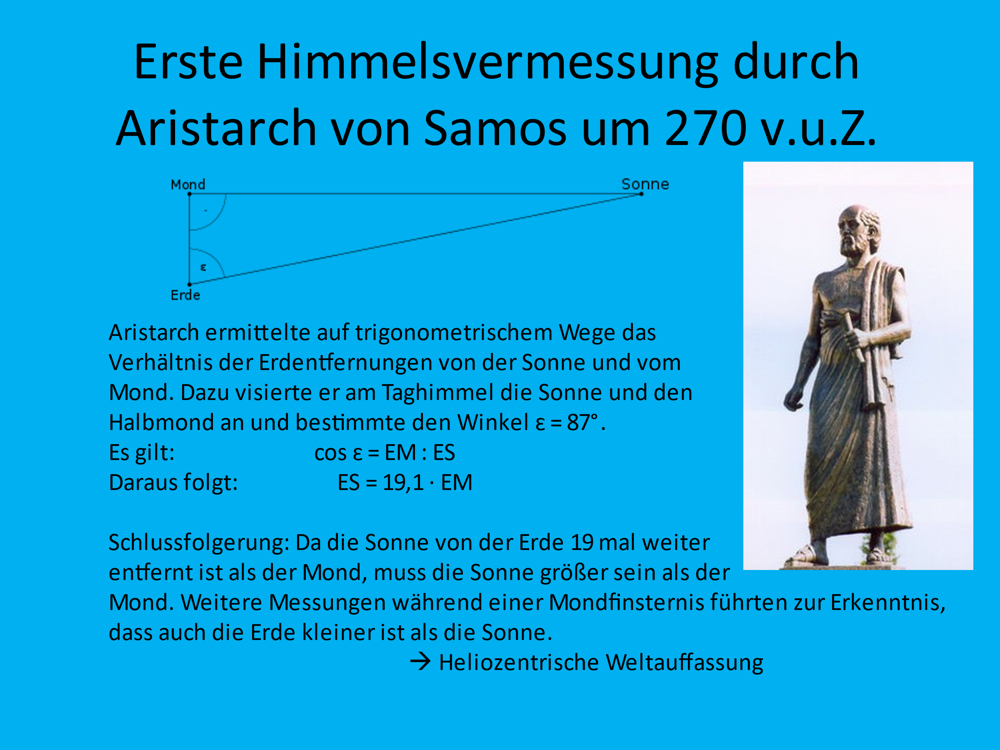 Erste Himmelsvermessung durch
Aristarch von Samos um 270 v.u.Z.
Mond
Sonne
ε
Erde
Aristarch ermittelte auf trigonometrischem Wege das
Verhältnis der Erdentfernungen von der Sonne und vom
Mond. Dazu visierte er am Taghimmel die Sonne und den
Halbmond an und bestimmte den Winkel ε = 87°.
Es gilt: cos ε = EM : ES
Daraus folgt: ES = 19,1 · EM
Schlussfolgerung: Da die Sonne von der Erde 19 mal weiter
entfernt ist als der Mond, muss die Sonne größer sein als der
Mond. Weitere Messungen während einer Mondfinsternis führten zur Erkenntnis,
dass auch die Erde kleiner ist als die Sonne.
→ Heliozentrische Weltauffassung